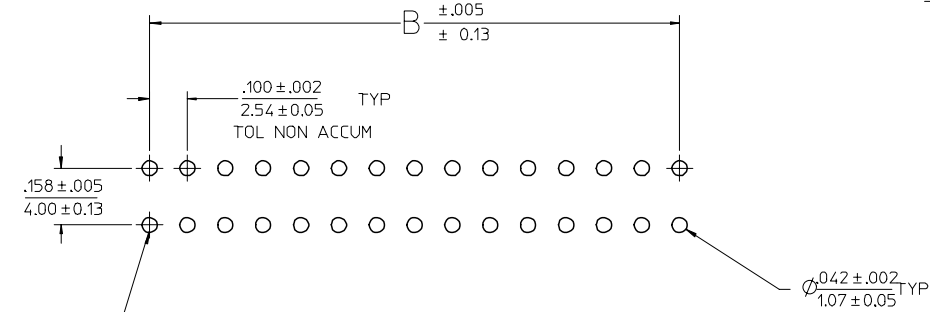 B ±.005
± 0.13
.100±.002
2.54±0.05 TYP
TOL NON ACCUM
.158±.005
4.00±0.13
Ø.042±.002
1.07±0.05 TYP